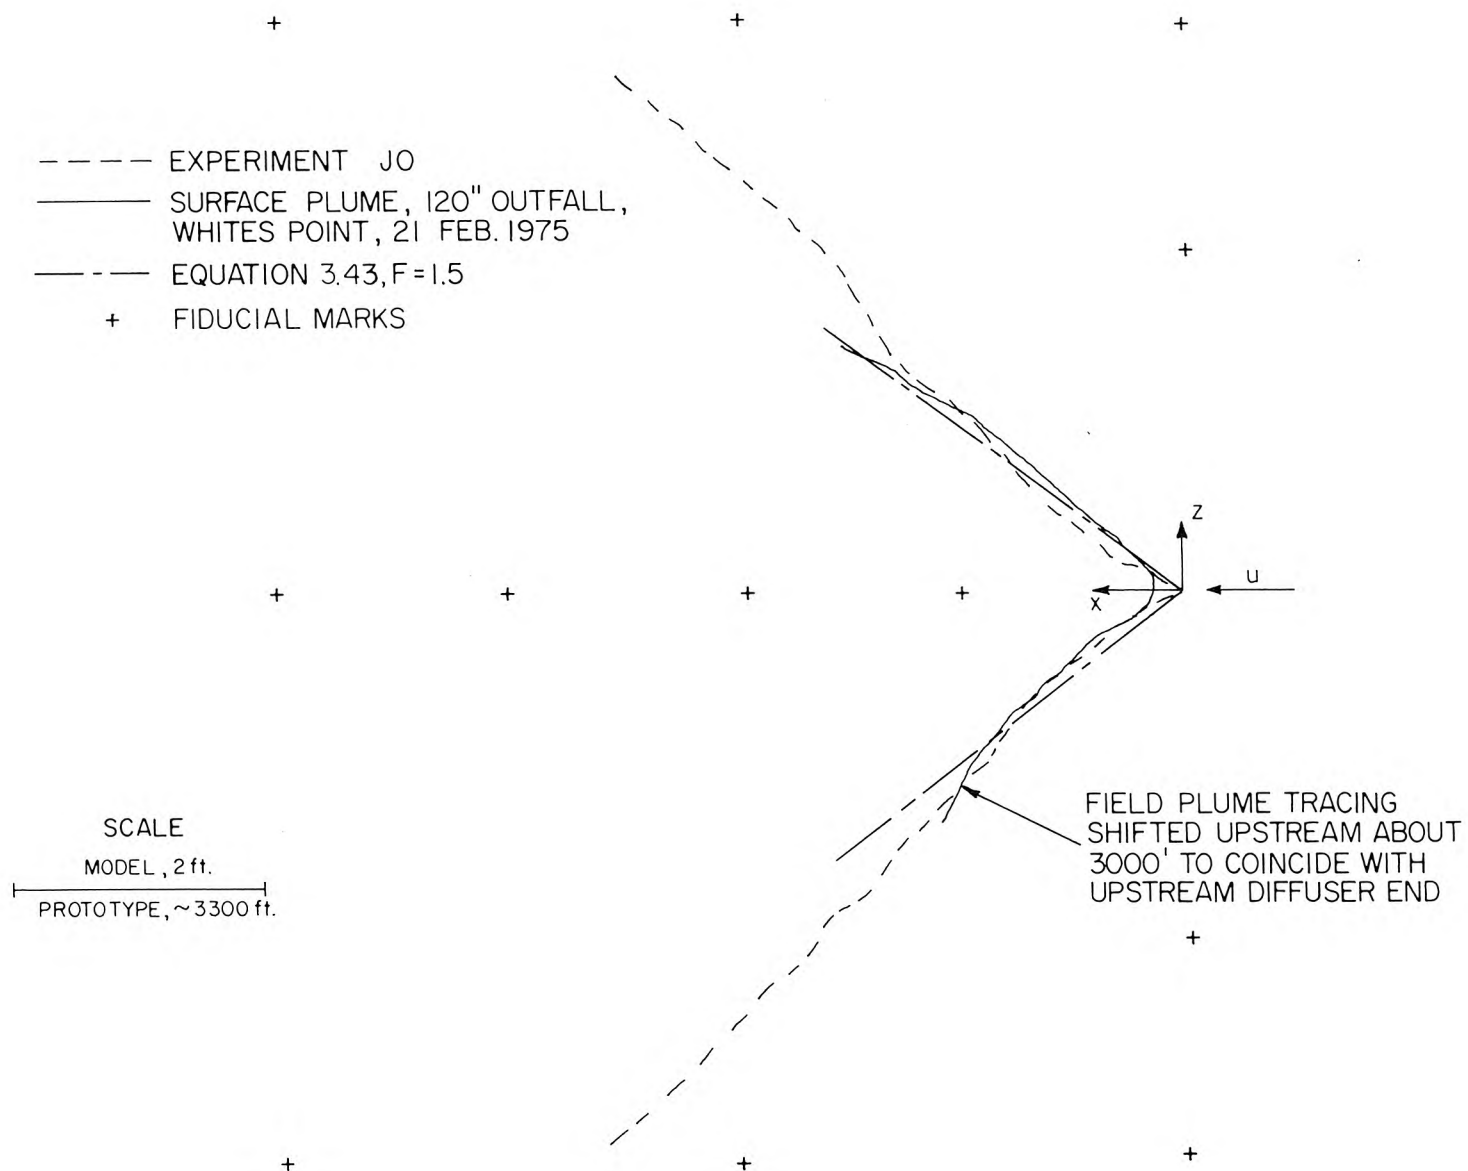 EXPERIMENT JO
SURFACE PLUME, 120" OUTFALL,
WHITES POINT, 21 FEB. 1975
EQUATION 3.43, F = 1.5
+ FIDUCIAL MARKS
Z
X
U
SCALE
MODEL, 2 ft.
PROTOTYPE, ~3300 ft.
FIELD PLUME TRACING
SHIFTED UPSTREAM ABOUT
3000' TO COINCIDE WITH
UPSTREAM DIFFUSER END